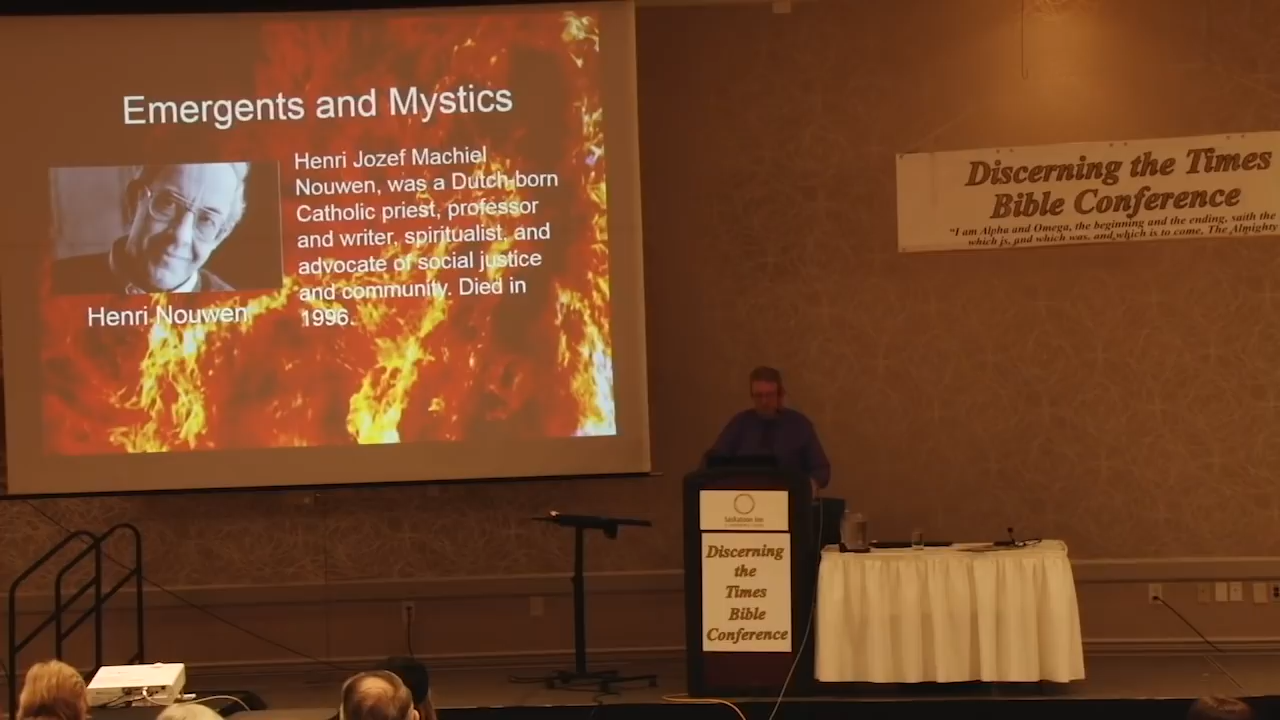 Emergents and Mystics
Henri Jozef Machiel
Nouwen, was a Dutch-born
Catholic priest, professor
and writer, spiritualist, and
advocate of social justice
and community. Died in
1996.
Henri Nouwen
Discerning the Times
Bible Conference
"I am Alpha and Omega, the beginning and the ending, saith the
which is, and which was, and which is to come, The Almighty
Saskatoon Inn
Discerning
the
Times
Bible
Conference